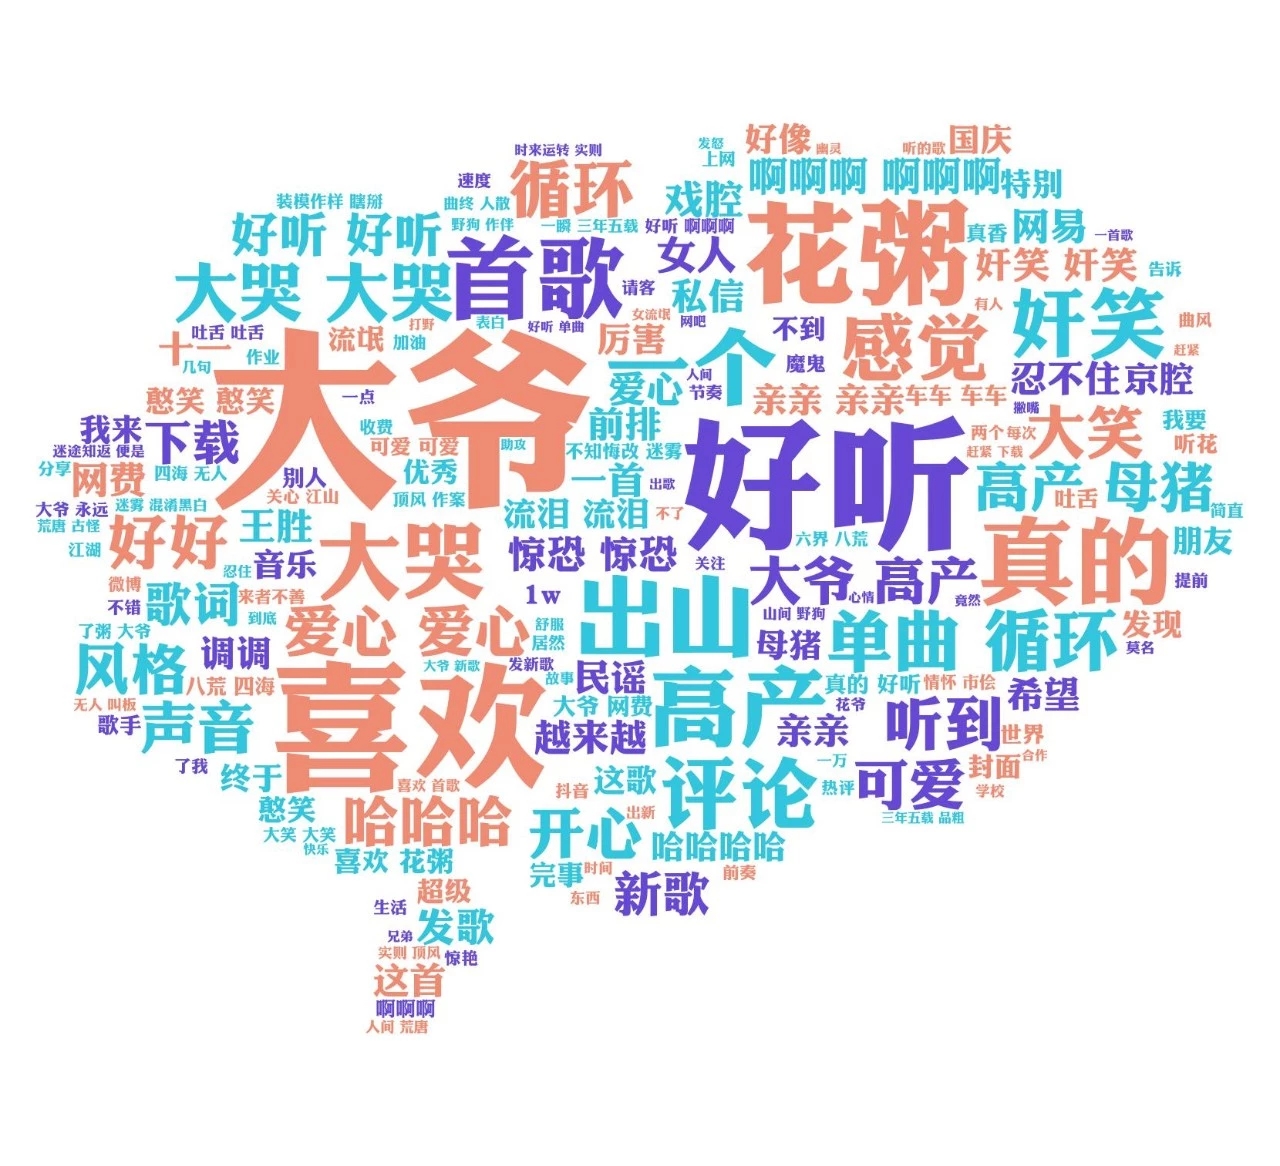 发怒 好像 幽灵 听的歌 国庆
时来运转 实则 上网
速度 循环 戏腔 啊啊啊 啊啊啊 特别
装模作样 瞎掰 曲终 人散
好听 好听 野狗 作伴 一瞬 三年五载 好听 啊啊啊 花粥 真香 网易 一首歌
大哭 大哭 首歌 请客 女人 私信 奸笑 奸笑 告诉
吐舌 吐舌 打野 表白 好听 单曲 女流氓 网吧 不到 有人 奸笑 曲风
十一 几句 作业 流氓 加油 厉害 一个 感觉 赶紧
大爷 爱心 人间 节奏 魔鬼 忍不住 京腔
憨笑 憨笑 一点 前排 亲亲 亲亲 车车 车车 撇嘴
我来 下载 收费 大笑 我要
迷途知返 便是 可爱 可爱 助攻 不知悔改 迷雾 好听 两个 每次 赶紧 下载 听花
分享 网费 四海 无人 别人 优秀 一首 出歌 高产 母猪
大爷 永远 迷雾 混淆黑白 关心 江山 顶风 作案 吐舌 简直
荒唐 古怪 好好 王胜 流泪 流泪 不了 真的
江湖 大哭 惊恐 惊恐 六界 八荒 朋友
微博 忍住 音乐 关注 大爷 高产 提前
不错 歌词 来者不善 1w 出山 心情 竟然
了粥 大爷 到底 爱心 爱心 舒服 山间 野狗 发现
风格 调调 居然 母猪 单曲 循环 莫名
八荒 四海 大爷 新歌 发新歌 故事 民谣 真的 好听 情怀 市侩 希望
无人 叫板 喜欢 大爷 网费 高产 花爷
歌手 声音 越来越 亲亲 听到 世界
了我 终于 一万 合作
喜欢 首歌 抖音 这歌 评论 热评 可爱 封面 学校
憨笑 哈哈哈 出新 三年五载 品粗
大笑 大笑 开心 哈哈哈哈
快乐 喜欢 花粥 完事 时间 前奏
超级 东西 新歌
生活 发歌
兄弟
实则 顶风 惊艳
这首
啊啊啊
人间 荒唐